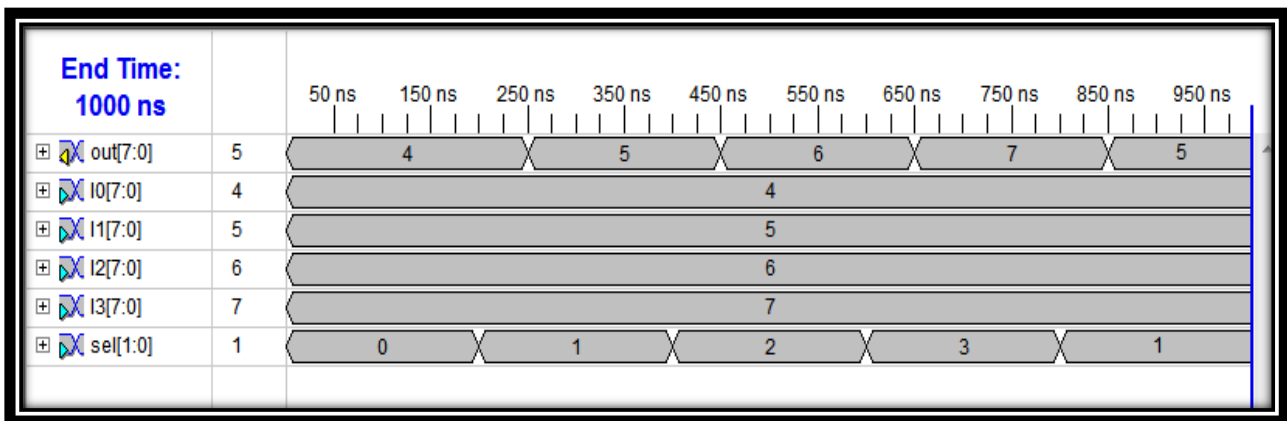 End Time:
1000 ns
50 ns 150 ns 250 ns 350 ns 450 ns 550 ns 650 ns 750 ns 850 ns 950 ns
out[7:0] 5 4 5 6 7 5
I0[7:0] 4 4
I1[7:0] 5 5
I2[7:0] 6 6
I3[7:0] 7 7
sel[1:0] 1 0 1 2 3 1